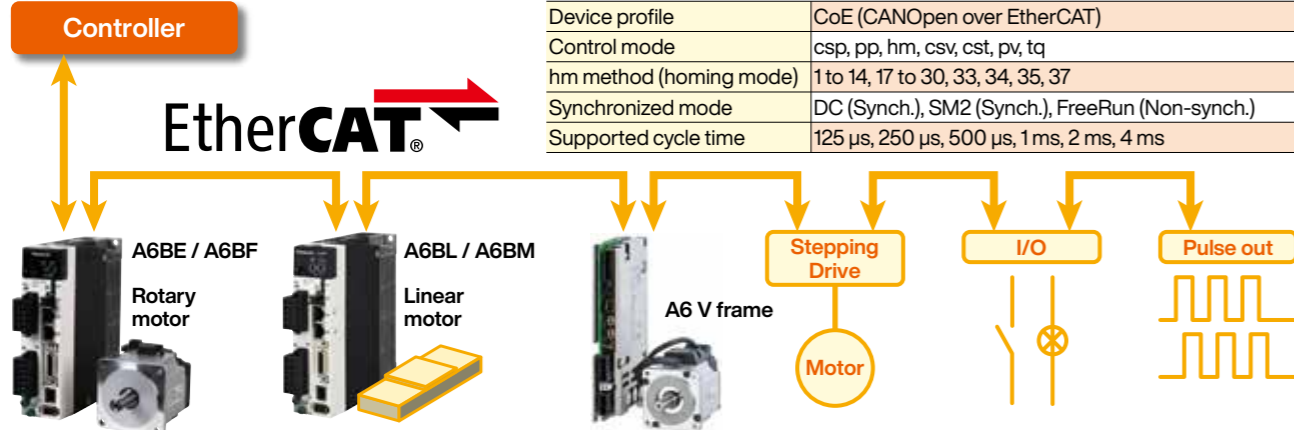 Controller
Device profile CoE (CANOpen over EtherCAT)
Control mode csp, pp, hm, csv, cst, pv, tq
hm method (homing mode) 1 to 14, 17 to 30, 33, 34, 35, 37
Synchronized mode DC (Synch.), SM2 (Synch.), FreeRun (Non-synch.)
Supported cycle time 125 µs, 250 µs, 500 µs, 1 ms, 2 ms, 4 ms
EtherCAT®
A6BE / A6BF
Rotary
motor
A6BL / A6BM
Linear
motor
A6 V frame
Stepping
Drive
Motor
I/O
Pulse out